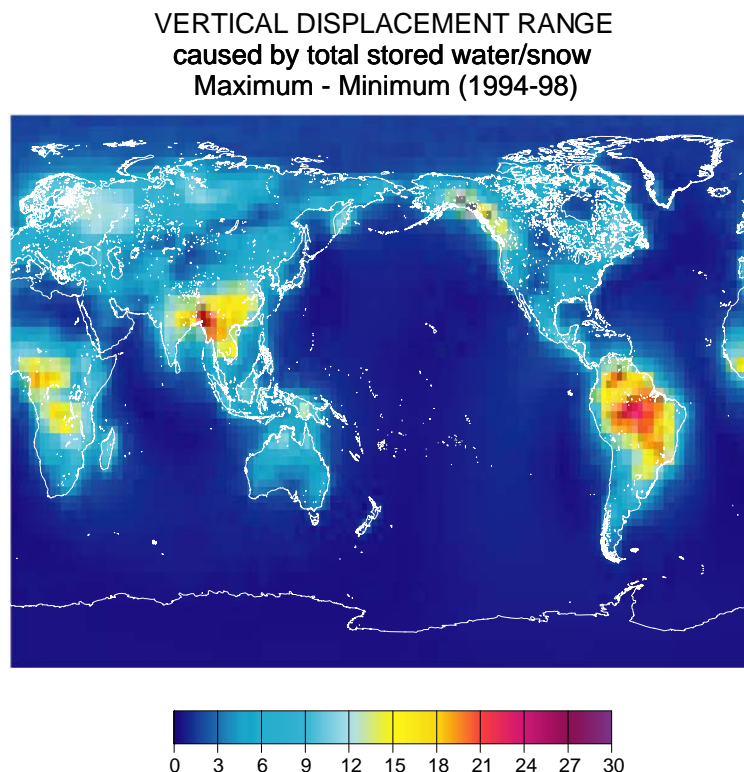 VERTICAL DISPLACEMENT RANGE
caused by total stored water/snow
Maximum - Minimum (1994-98)
0 3 6 9 12 15 18 21 24 27 30